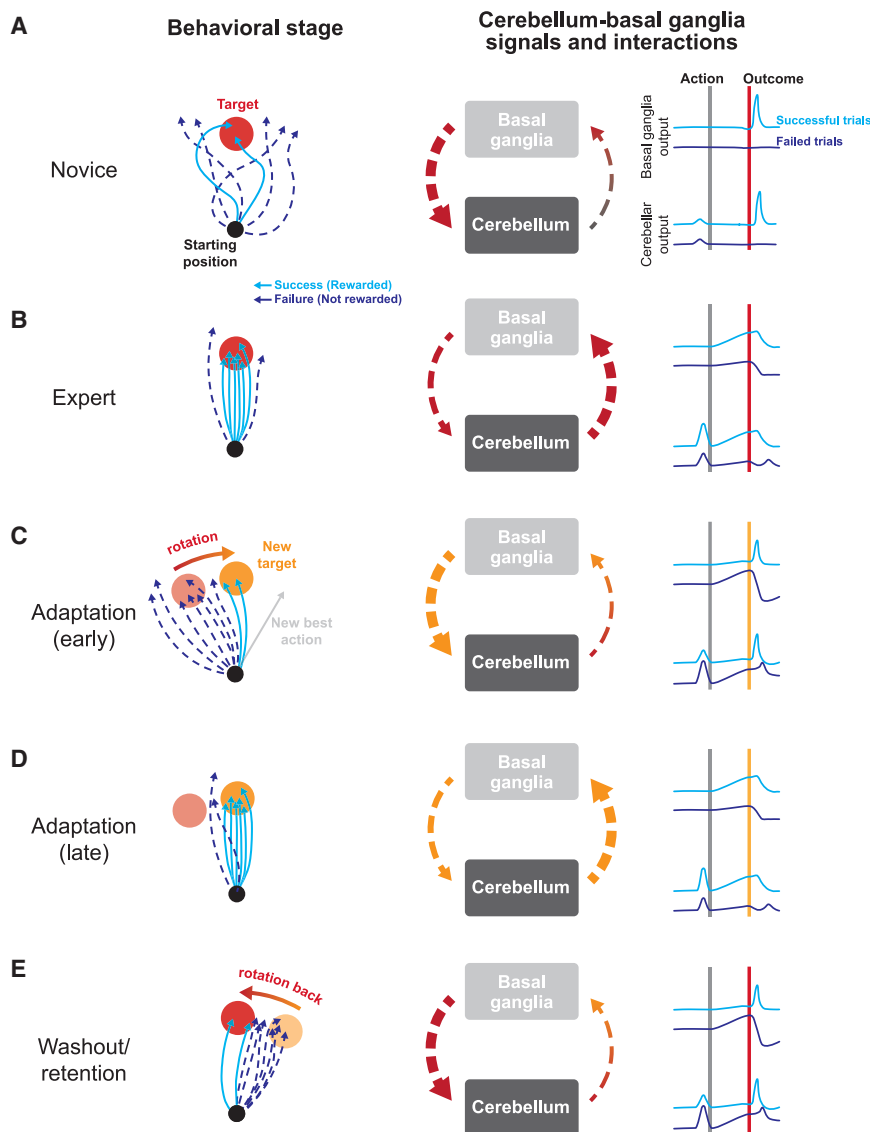 A
Behavioral stage
Cerebellum-basal ganglia
signals and interactions
Novice
Target
Starting
position
Success (Rewarded)
Failure (Not rewarded)
Basal
ganglia
Cerebellum
Action
Outcome
Basal ganglia
output
Successful trials
Failed trials
Cerebellar
output
B
Expert
Basal
ganglia
Cerebellum
C
Adaptation
(early)
rotation
New
target
New best
action
Basal
ganglia
Cerebellum
D
Adaptation
(late)
Basal
ganglia
Cerebellum
E
Washout/
retention
rotation back
Basal
ganglia
Cerebellum